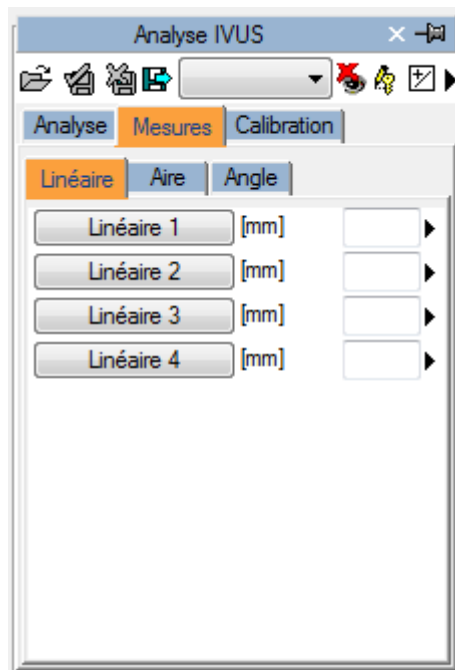 Analyse IVUS
Analyse Mesures Calibration
Linéaire Aire Angle
Linéaire 1 [mm]
Linéaire 2 [mm]
Linéaire 3 [mm]
Linéaire 4 [mm]